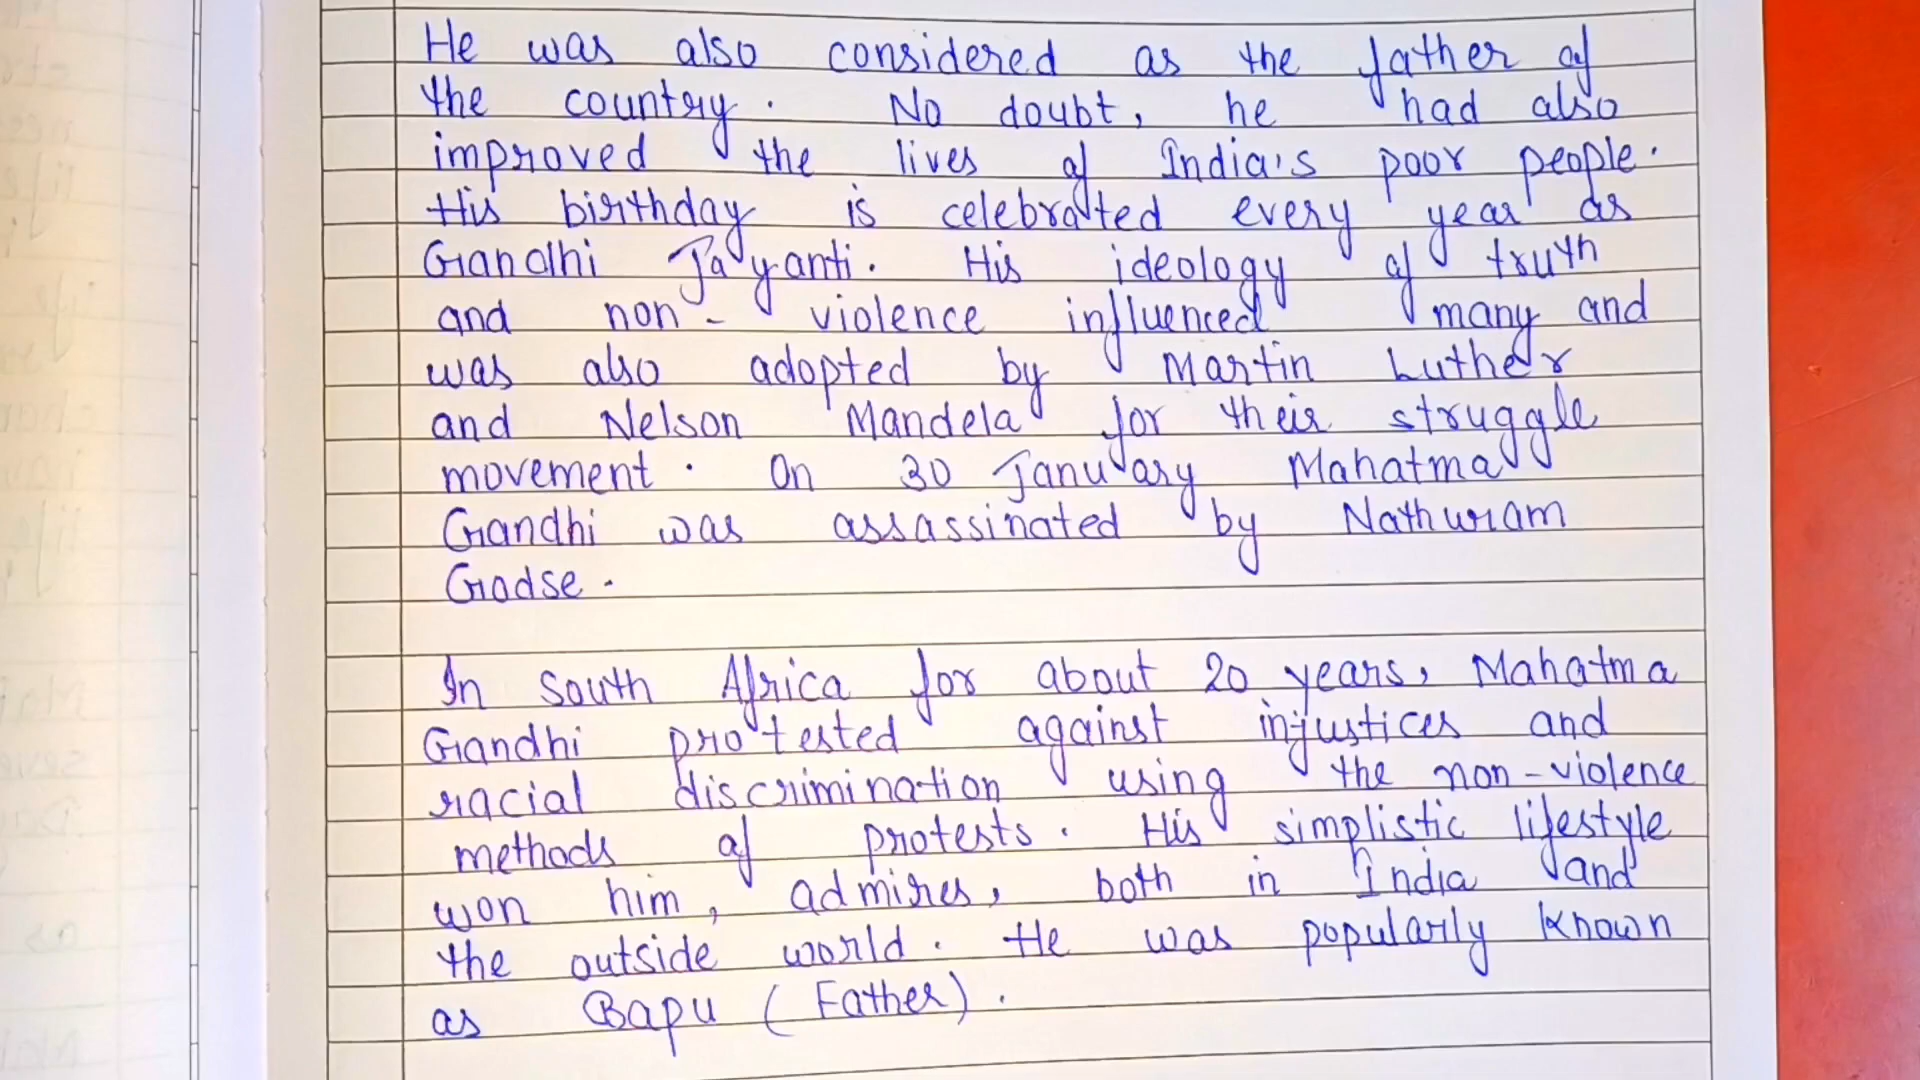 He was also considered as the father of
the country. No doubt, he had also
improved the lives of India's poor people.
His birthday is celebrated every year as
Gandhi Jayanti. His ideology of truth
and non- violence influenced many and
was also adopted by Martin Luther
and Nelson Mandela for their struggle
movement. On 30 January Mahatma
Gandhi was assassinated by Nathuram
Godse.
In South Africa for about 20 years, Mahatma
Gandhi protested against injustices and
racial discrimination using the non-violence
methods of protests. His simplistic lifestyle
won him, admires, both in India and
the outside world. He was popularly known
as Bapu (Father).